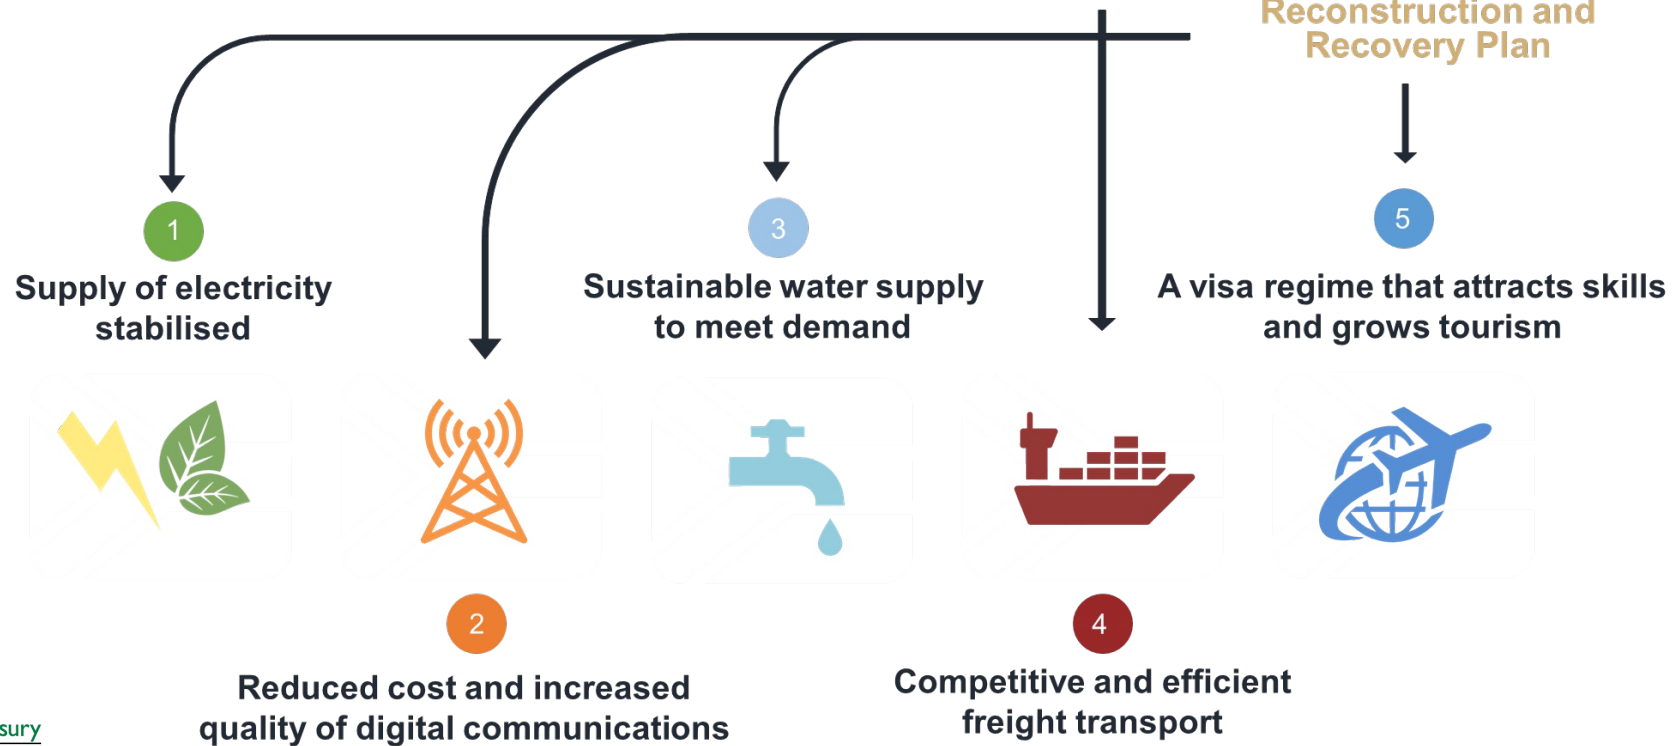 Reconstruction and
Recovery Plan
1
Supply of electricity
stabilised
3
Sustainable water supply
to meet demand
5
A visa regime that attracts skills
and grows tourism
2
Reduced cost and increased
quality of digital communications
4
Competitive and efficient
freight transport
sury